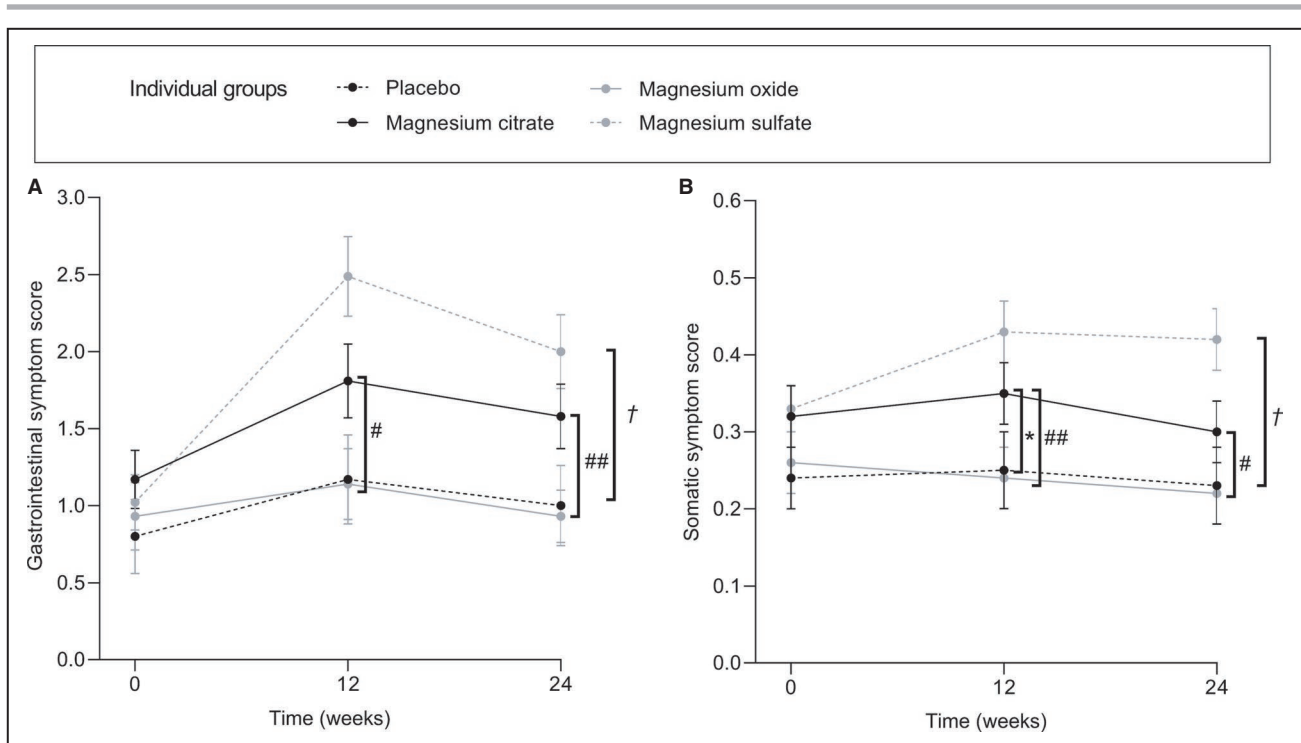 Individual groups
Placebo
Magnesium oxide
Magnesium citrate
Magnesium sulfate
A
Gastrointestinal symptom score
3.0
2.5
2.0
1.5
1.0
0.5
0.0
0
12
24
Time (weeks)
#
##
†
B
Somatic symptom score
0.6
0.5
0.4
0.3
0.2
0.1
0.0
0
12
24
Time (weeks)
*
##
#
†